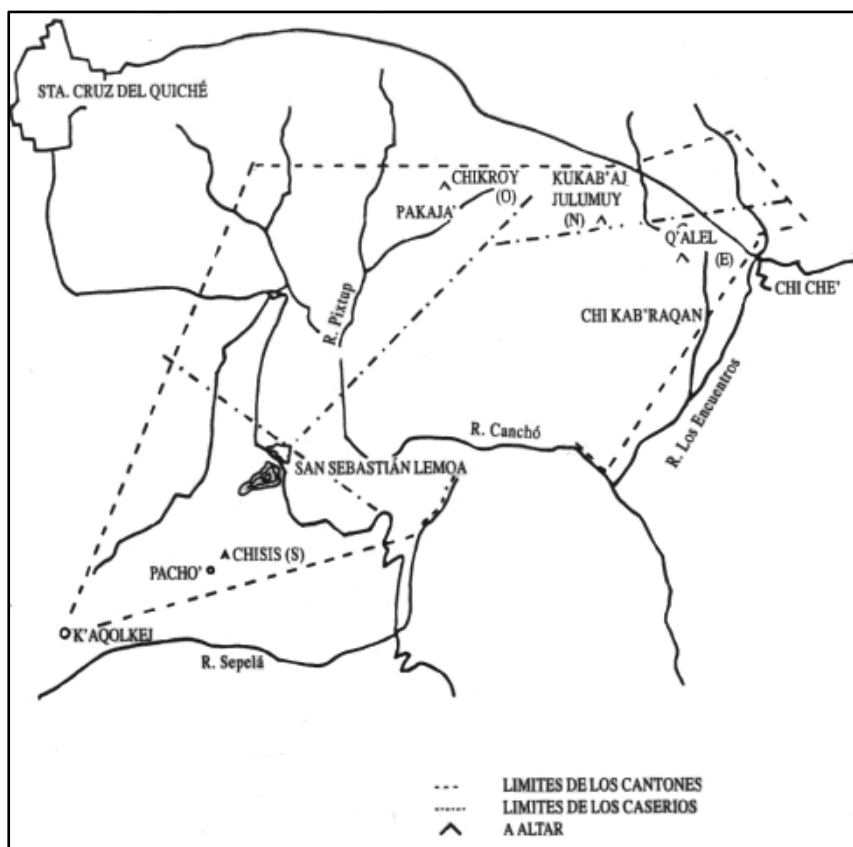 STA. CRUZ DEL QUICHÉ
CHIKROY
(O)
PAKAJA'
KUKAB'AJ
JULUMUY
(N)
Q'ALEL
(E)
CHI CHE'
CHI KAB'RAQAN
R. Pixtup
R. Los Encuentros
R. Canchó
SAN SEBASTIÁN LEMOA
CHISIS (S)
PACHO'
K'AQOLKEJ
R. Sepelá
LIMITES DE LOS CANTONES
LIMITES DE LOS CASERIOS
A ALTAR